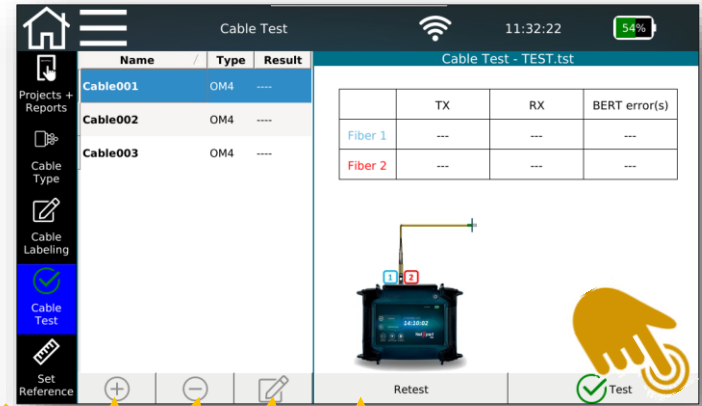 Cable Test
11:32:22
54%
Projects +
Reports
Cable
Type
Cable
Labeling
Cable
Test
Set
Reference
Name / Type Result
Cable001 OM4 ----
Cable002 OM4 ----
Cable003 OM4 ----
Cable Test - TEST.tst
TX RX BERT error(s)
Fiber 1 --- --- ---
Fiber 2 --- --- ---
1 2
14:10:02
Retest
Test